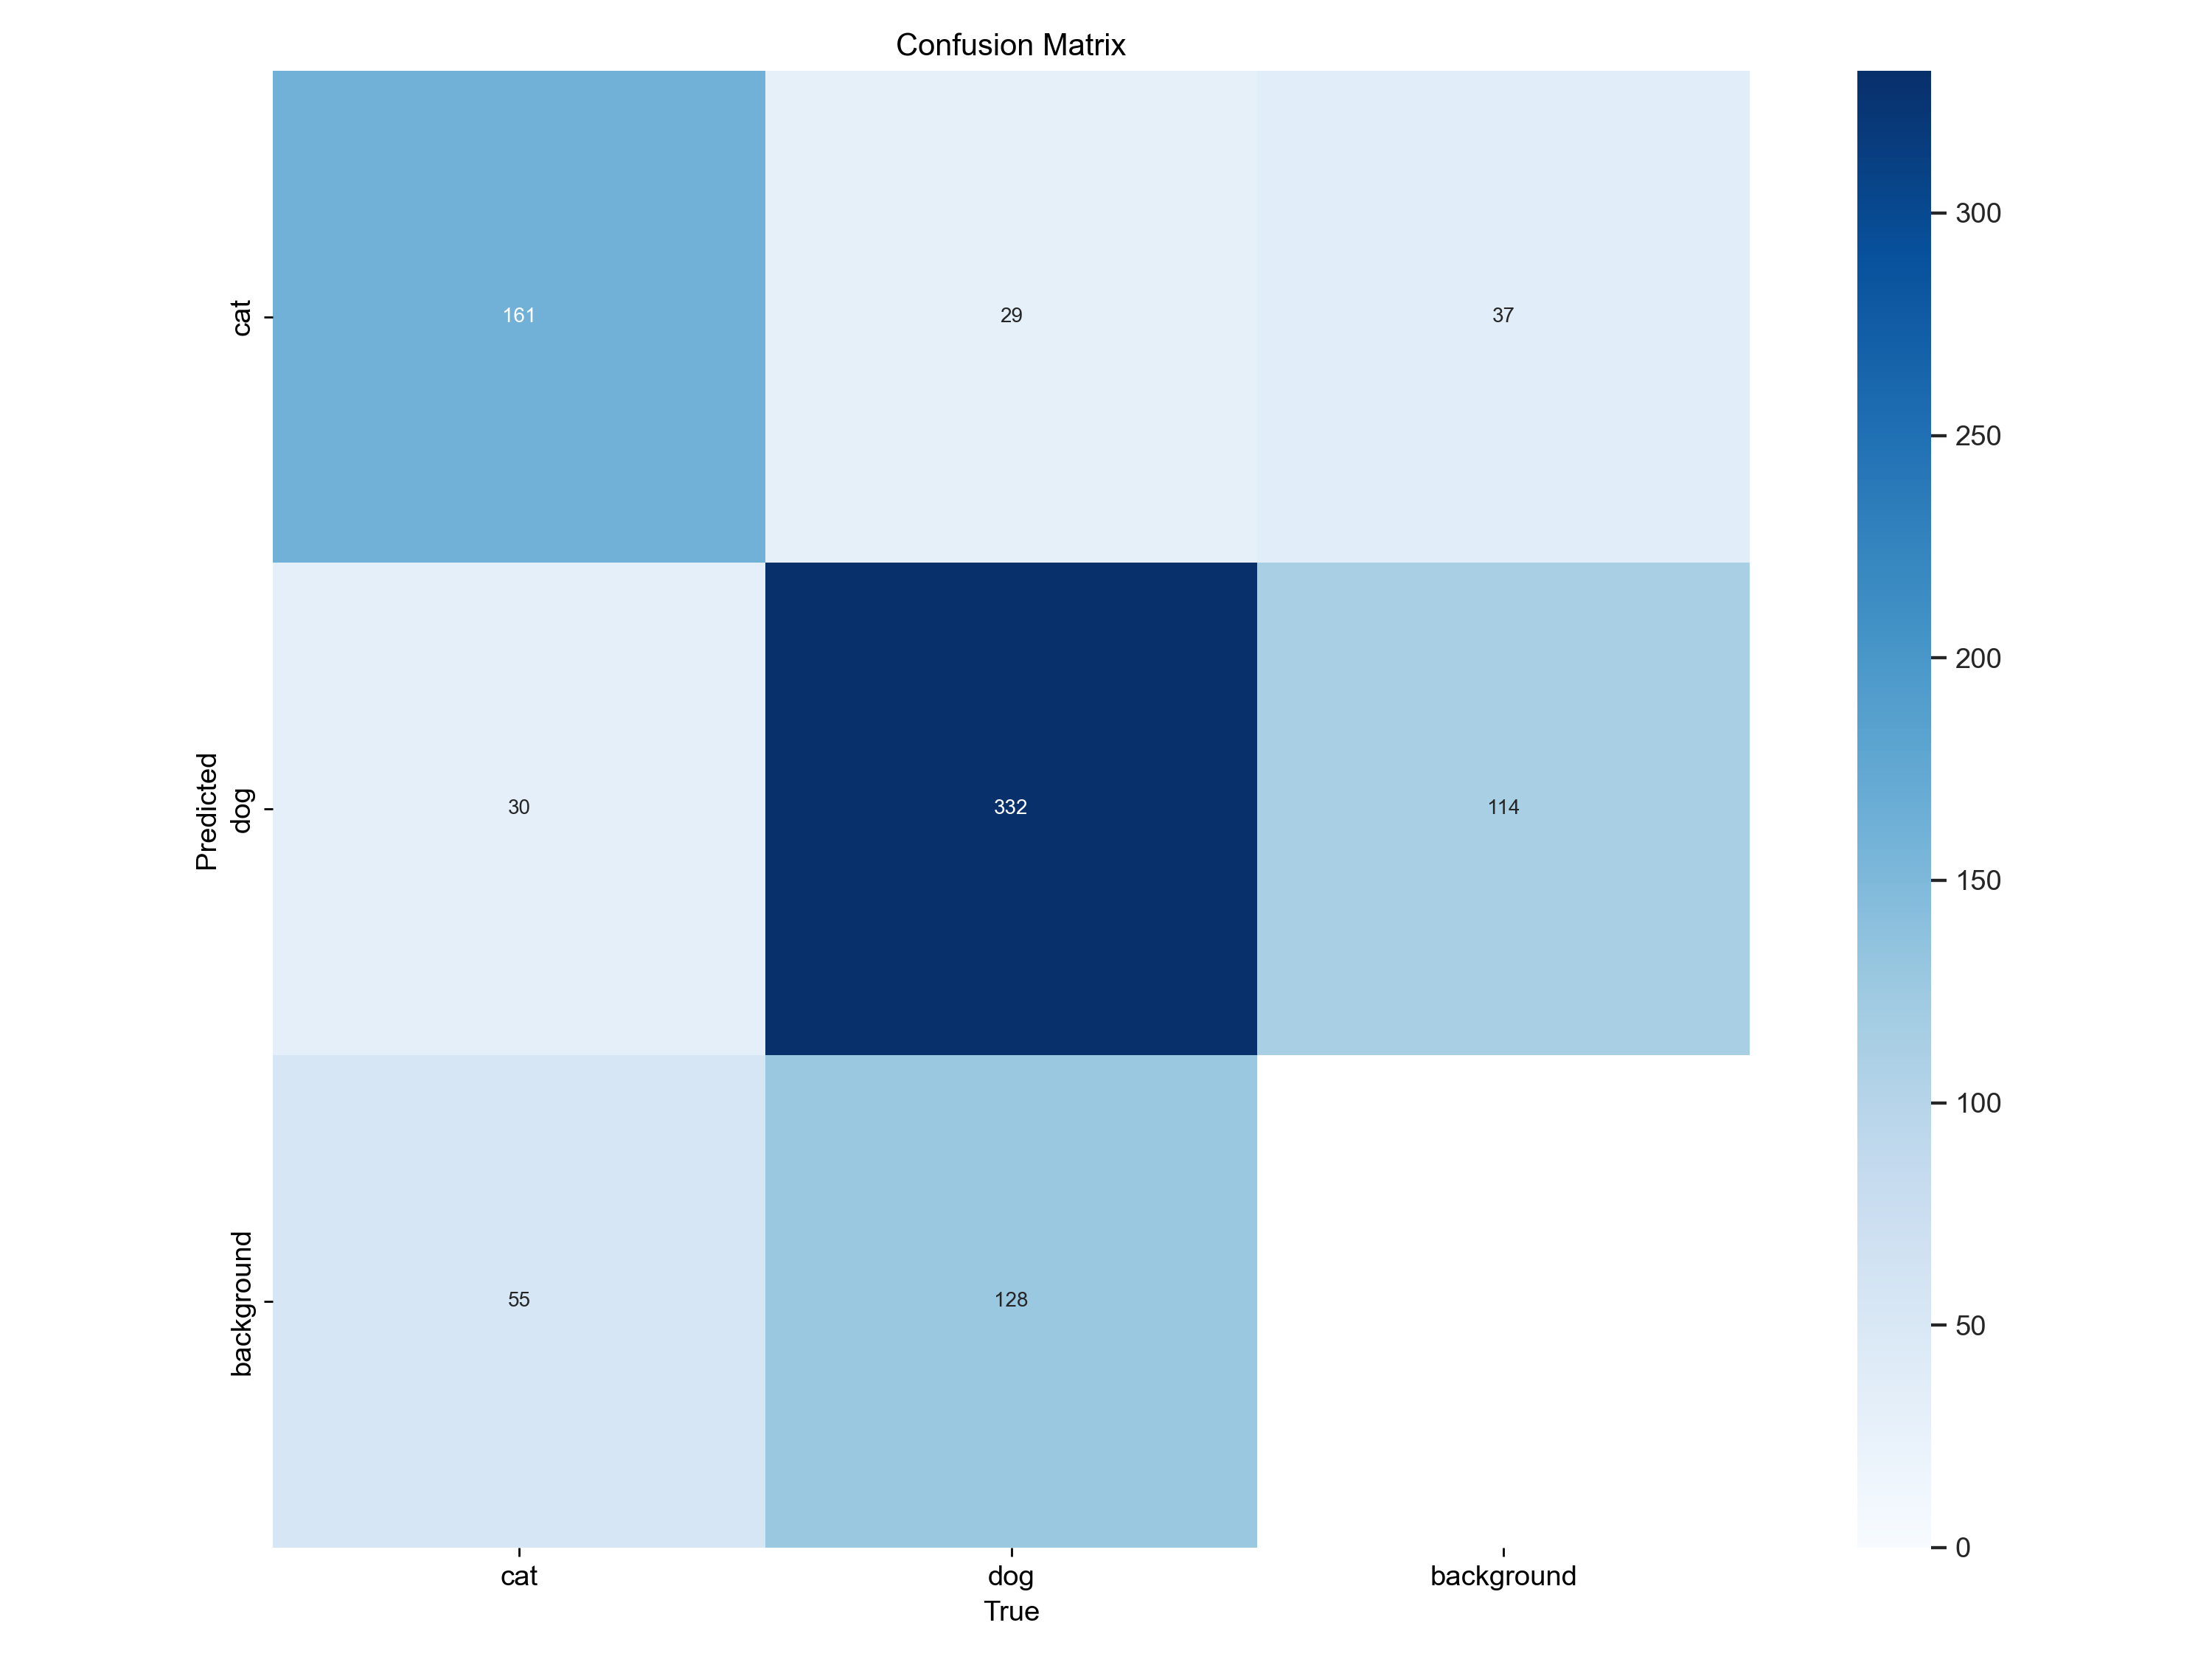 Confusion Matrix
cat
161
29
37
Predicted
dog
30
332
114
background
55
128
cat
dog
background
True
300
250
200
150
100
50
0